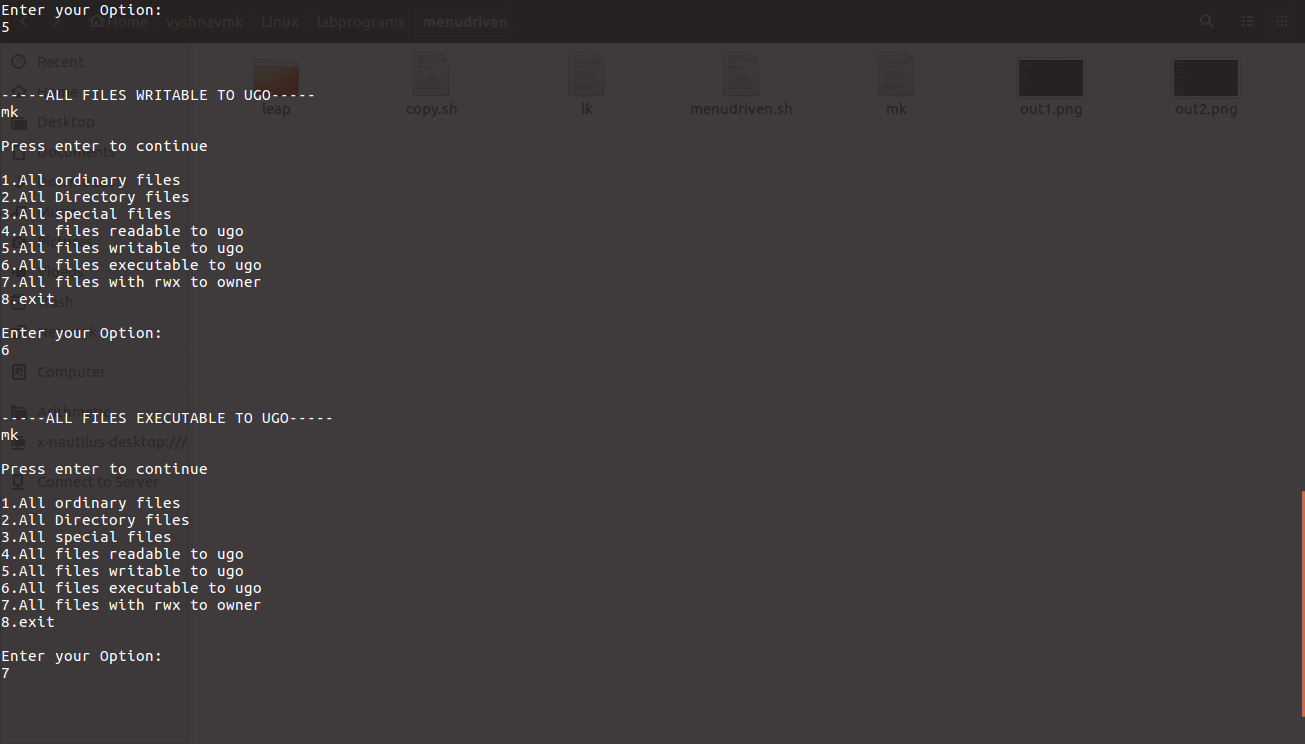 Enter your Option:
5
Home vyshnavmk Linux labprograms menudriven
Recent
-----ALL FILES WRITABLE TO UGO-----
leap copy.sh lk menudriven.sh mk out1.png out2.png
mk
Desktop
Press enter to continue
Documents
1.All ordinary files
2.All Directory files
3.All special files
4.All files readable to ugo
5.All files writable to ugo
6.All files executable to ugo
7.All files with rwx to owner
8.exit
Enter your Option:
6
Computer
-----ALL FILES EXECUTABLE TO UGO-----
mk
x-nautilus-desktop:///
Press enter to continue
Connect to Server
1.All ordinary files
2.All Directory files
3.All special files
4.All files readable to ugo
5.All files writable to ugo
6.All files executable to ugo
7.All files with rwx to owner
8.exit
Enter your Option:
7